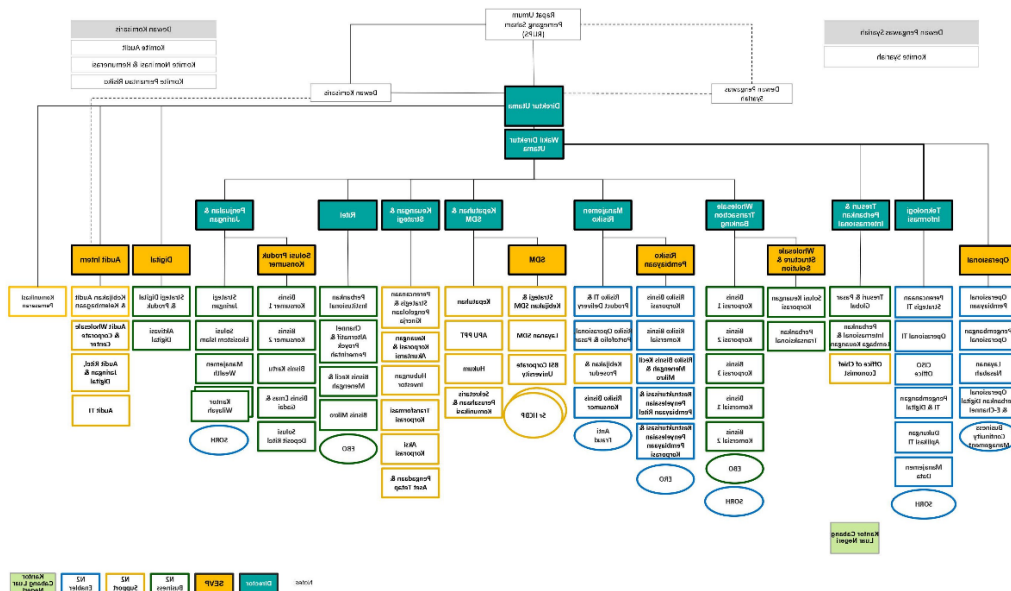 Dewan Pengawas Syariah
Komite Syariah
Rapat Umum
Pemegang Saham
(RUPS)
Dewan Komisaris
Komite Audit
Komite Nominasi & Remunerasi
Komite Pemantau Risiko
Dewan Pengawas
Syariah
Dewan Komisaris
Direktur Utama
Wakil Direktur
Utama
Teknologi
Informasi
Tresuri &
Perbankan
Internasional
Wholesale
Transaction
Banking
Manajemen
Risiko
Kepatuhan &
SDM
Keuangan &
Strategi
Ritel
Penjualan &
Jaringan
Operasional
Wholesale
& Structure
Solution
Risiko
Pembiayaan
SDM
Solusi Produk
Konsumer
Digital
Audit Intern
Operasional
Pembiayaan
Pengembangan
Operasional
Layanan
Nasabah
Operasional
Perbankan Digital
& E Channel
Business
Continuity
Management
Perencanaan
Strategis TI
Operasional TI
CISO
Office
Pengembangan
TI & Digital
Dukungan
Aplikasi TI
Manajemen
Data
SORH
Tresuri & Pasar
Global
Perbankan
Internasional &
Lembaga Keuangan
Office of Chief
Economist
Kantor Cabang
Luar Negeri
Solusi Keuangan
Korporasi
Perbankan
Transaksional
Bisnis
Korporasi 1
Bisnis
Korporasi 2
Bisnis
Korporasi 3
Bisnis
Komersial 1
Bisnis
Komersial 2
EBO
SORH
Risiko Bisnis
Korporasi
Risiko Bisnis
Komersial
Risiko Bisnis Kecil
Menengah &
Mikro
Restrukturisasi &
Penyelesaian
Pembiayaan Ritel
Restrukturisasi &
Penyelesaian
Pembiayaan
Korporasi
ERO
Risiko TI &
Product Delivery
Risiko Operasional,
Portofolio & Pasar
Kebijakan &
Prosedur
Risiko Bisnis
Konsumer
Anti
Fraud
Strategi &
Kebijakan SDM
Layanan SDM
BSI Corporate
University
Sr HCBP
Kepatuhan
APU PPT
Hukum
Sekretaris
Perusahaan &
Komunikasi
Perencanaan
Strategis &
Pengelolaan
Kinerja
Keuangan
Korporasi &
Akuntansi
Hubungan
Investor
Transformasi
Korporasi
Aksi
Korporasi
Pengadaan &
Aset Tetap
Perbankan
Institusional
Channel
Alternatif &
Proyek
Pemerintah
Bisnis Kecil &
Menengah
Bisnis Mikro
EBO
Bisnis
Konsumer 1
Bisnis
Konsumer 2
Bisnis Kartu
Bisnis Emas &
Gadai
Solusi
Deposito Ritel
Strategi
Jaringan
Solusi
Ekosistem Islam
Manajemen
Wealth
Kantor
Wilayah
SORH
Strategi Digital
& Produk
Aktivasi
Digital
Kebijakan Audit
& Kelembagaan
Audit Wholesale
& Corporate
Center
Audit Ritel,
Jaringan &
Digital
Audit TI
Komunikasi
Pemasaran
Notes
Director
SEVP
N2
Business
N2
Support
N2
Enabler
Kantor
Cabang Luar
Negeri